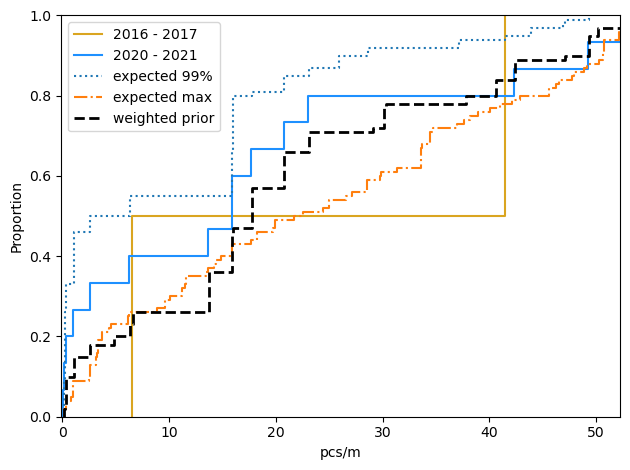 1.0
0.8
0.6
0.4
0.2
0.0
Proportion
2016 - 2017
2020 - 2021
expected 99%
expected max
weighted prior
0 10 20 30 40 50
pcs/m